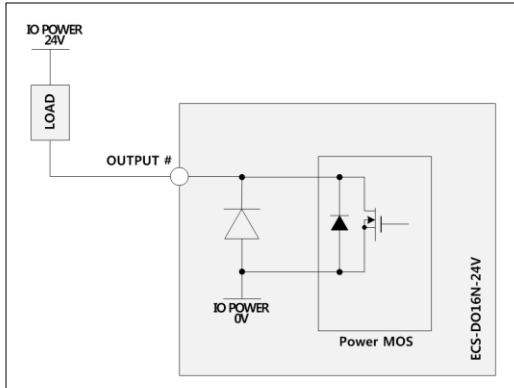 IO POWER
24V
LOAD
OUTPUT #
IO POWER
0V
Power MOS
ECS-DO16N-24V